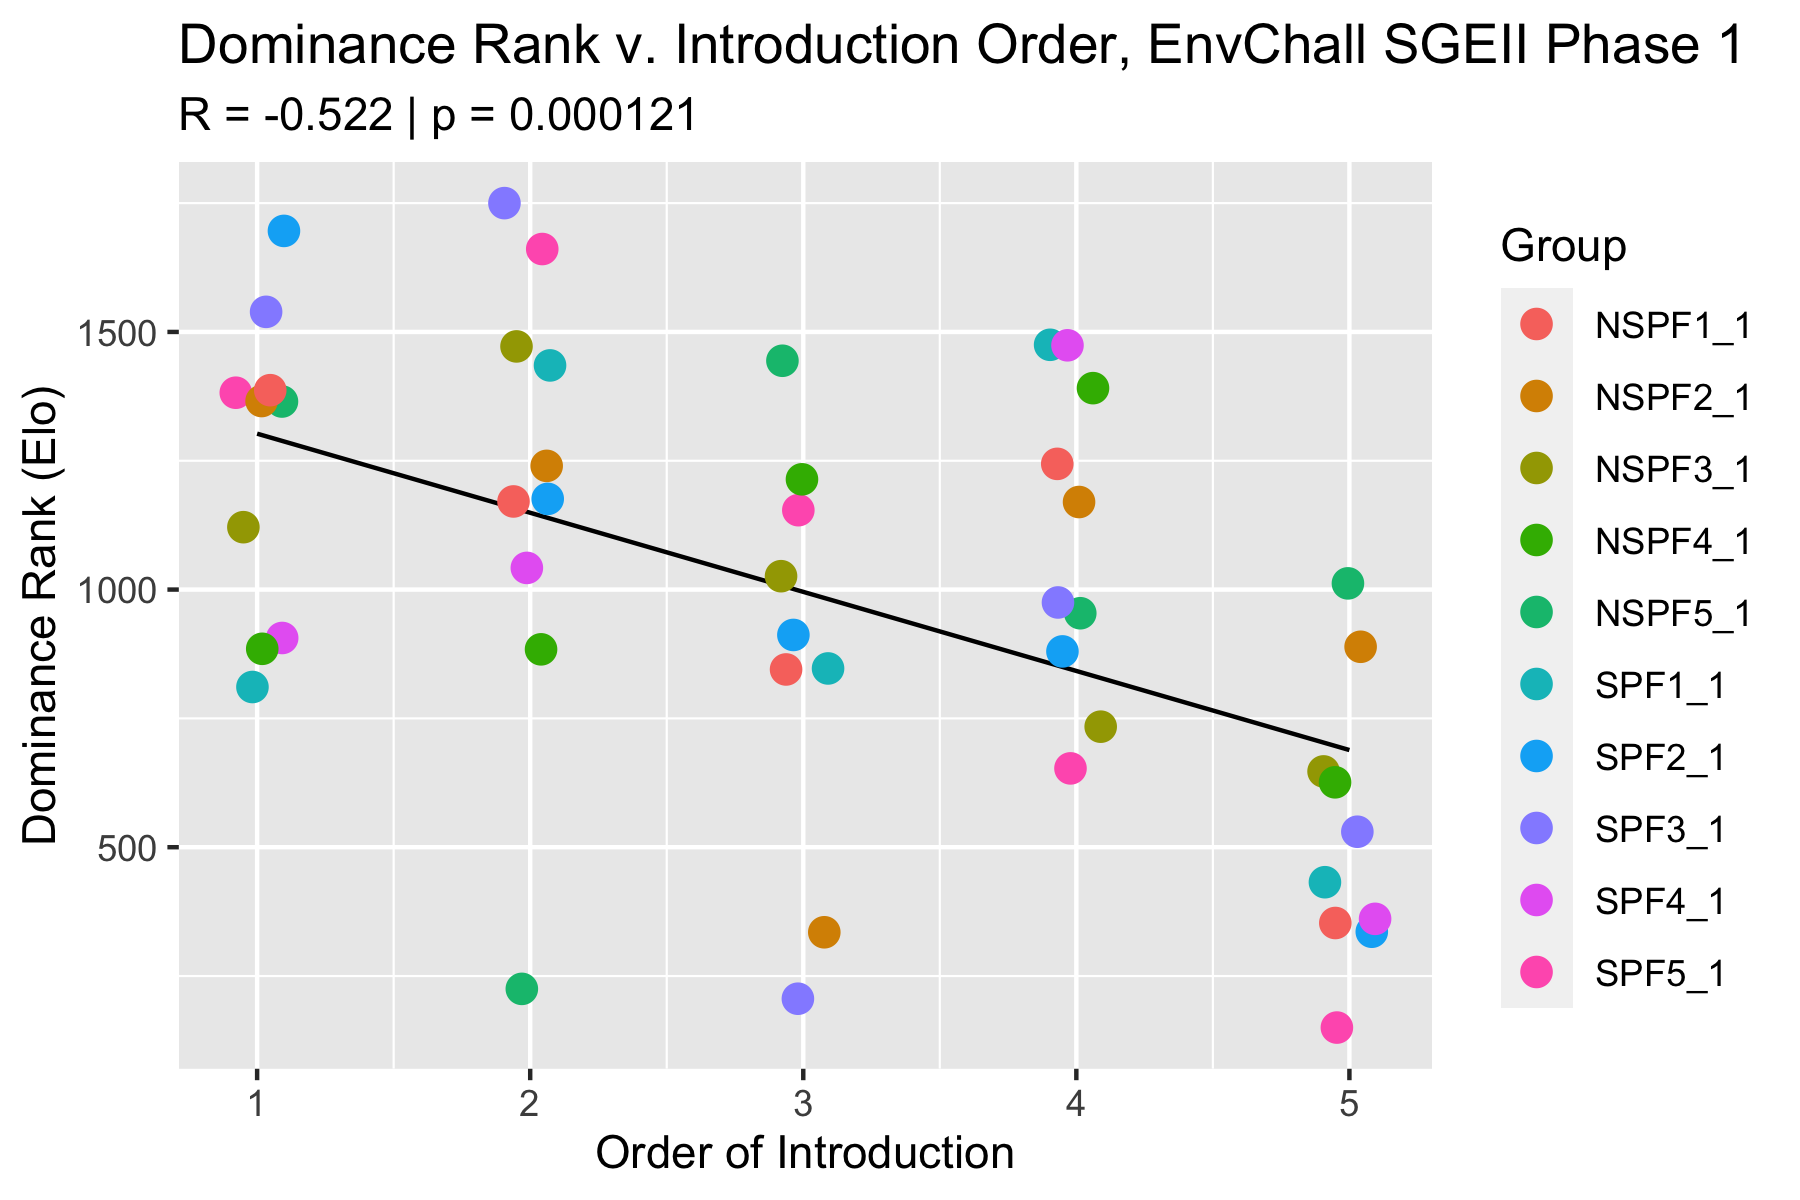 Dominance Rank v. Introduction Order, EnvChall SGEII Phase 1
R = -0.522 | p = 0.000121
Dominance Rank (Elo)
1500
1000
500
1
2
3
4
5
Order of Introduction
Group
NSPF1_1
NSPF2_1
NSPF3_1
NSPF4_1
NSPF5_1
SPF1_1
SPF2_1
SPF3_1
SPF4_1
SPF5_1